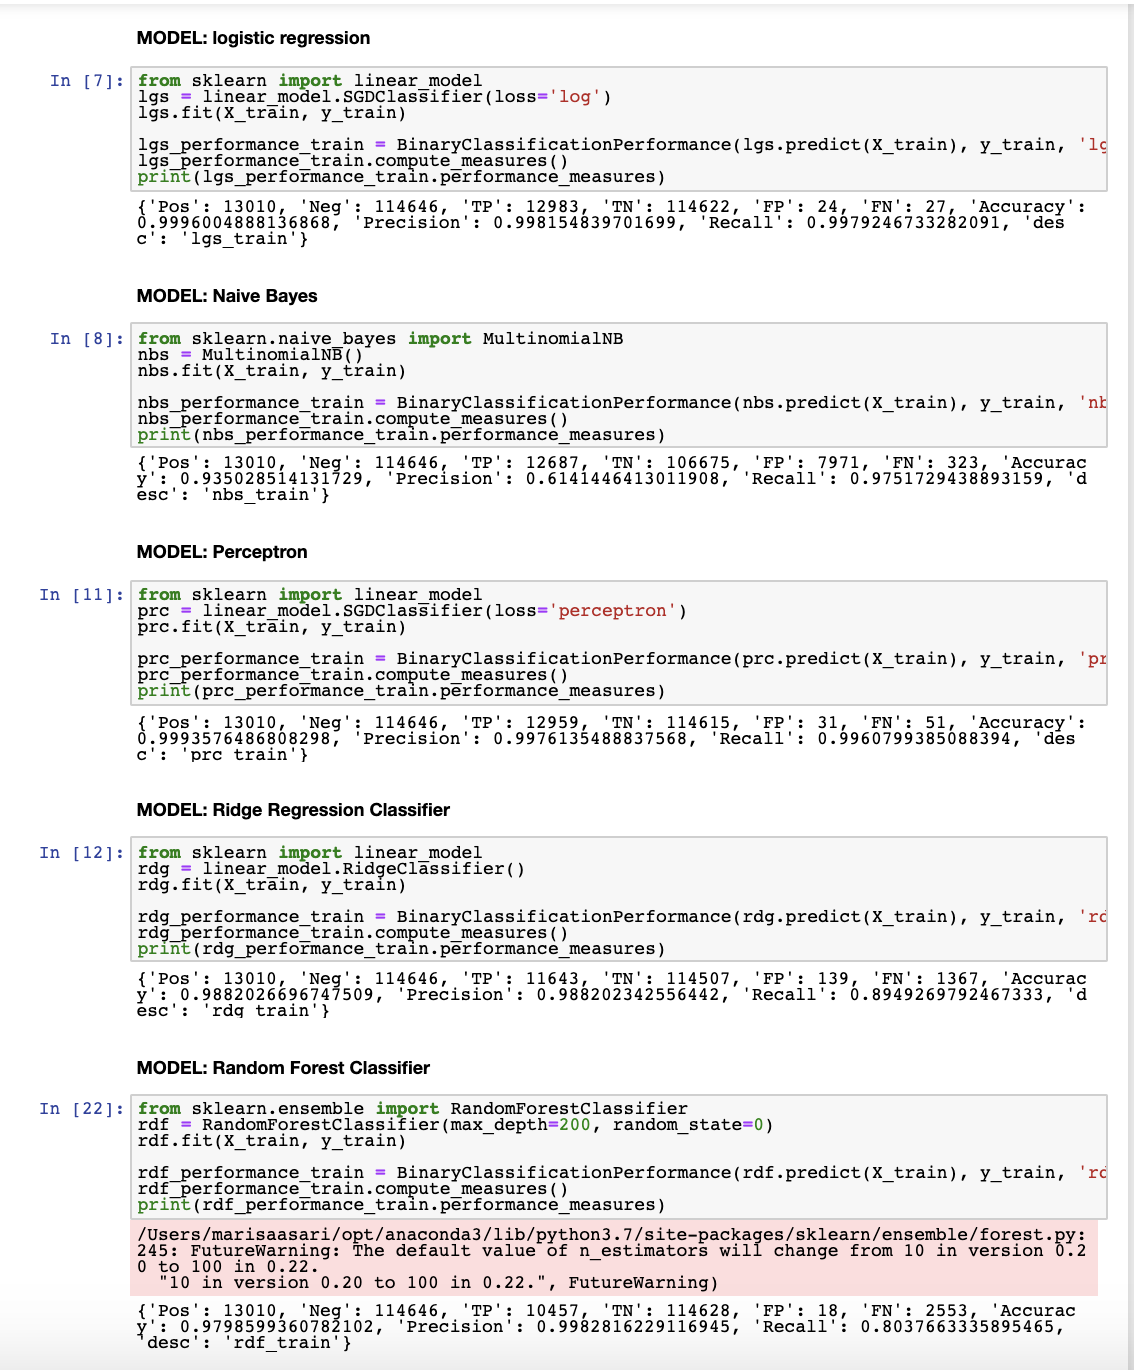 MODEL: logistic regression
In [7]: from sklearn import linear_model
lgs = linear_model.SGDClassifier(loss='log')
lgs.fit(X_train, y_train)
lgs_performance_train = BinaryClassificationPerformance(lgs.predict(X_train), y_train, 'lg
lgs_performance_train.compute_measures()
print(lgs_performance_train.performance_measures)
{'Pos': 13010, 'Neg': 114646, 'TP': 12983, 'TN': 114622, 'FP': 24, 'FN': 27, 'Accuracy':
0.9996004888136868, 'Precision': 0.998154839701699, 'Recall': 0.9979246733282091, 'des
c': 'lgs_train'}
MODEL: Naive Bayes
In [8]: from sklearn.naive_bayes import MultinomialNB
nbs = MultinomialNB()
nbs.fit(X_train, y_train)
nbs_performance_train = BinaryClassificationPerformance(nbs.predict(X_train), y_train, 'nb
nbs_performance_train.compute_measures()
print(nbs_performance_train.performance_measures)
{'Pos': 13010, 'Neg': 114646, 'TP': 12687, 'TN': 106675, 'FP': 7971, 'FN': 323, 'Accurac
y': 0.935028514131729, 'Precision': 0.6141446413011908, 'Recall': 0.9751729438893159, 'd
esc': 'nbs_train'}
MODEL: Perceptron
In [11]: from sklearn import linear_model
prc = linear_model.SGDClassifier(loss='perceptron')
prc.fit(X_train, y_train)
prc_performance_train = BinaryClassificationPerformance(prc.predict(X_train), y_train, 'pr
prc_performance_train.compute_measures()
print(prc_performance_train.performance_measures)
{'Pos': 13010, 'Neg': 114646, 'TP': 12959, 'TN': 114615, 'FP': 31, 'FN': 51, 'Accuracy':
0.9993576486808298, 'Precision': 0.9976135488837568, 'Recall': 0.9960799385088394, 'des
c': 'prc_train'}
MODEL: Ridge Regression Classifier
In [12]: from sklearn import linear_model
rdg = linear_model.RidgeClassifier()
rdg.fit(X_train, y_train)
rdg_performance_train = BinaryClassificationPerformance(rdg.predict(X_train), y_train, 'rd
rdg_performance_train.compute_measures()
print(rdg_performance_train.performance_measures)
{'Pos': 13010, 'Neg': 114646, 'TP': 11643, 'TN': 114507, 'FP': 139, 'FN': 1367, 'Accurac
y': 0.9882026696747509, 'Precision': 0.988202342556442, 'Recall': 0.8949269792467333, 'd
esc': 'rdg_train'}
MODEL: Random Forest Classifier
In [22]: from sklearn.ensemble import RandomForestClassifier
rdf = RandomForestClassifier(max_depth=200, random_state=0)
rdf.fit(X_train, y_train)
rdf_performance_train = BinaryClassificationPerformance(rdf.predict(X_train), y_train, 'rd
rdf_performance_train.compute_measures()
print(rdf_performance_train.performance_measures)
/Users/marisaasari/opt/anaconda3/lib/python3.7/site-packages/sklearn/ensemble/forest.py:
245: FutureWarning: The default value of n_estimators will change from 10 in version 0.2
0 to 100 in 0.22.
"10 in version 0.20 to 100 in 0.22.", FutureWarning)
{'Pos': 13010, 'Neg': 114646, 'TP': 10457, 'TN': 114628, 'FP': 18, 'FN': 2553, 'Accurac
y': 0.9798599360782102, 'Precision': 0.9982816229116945, 'Recall': 0.8037663335895465,
'desc': 'rdf_train'}